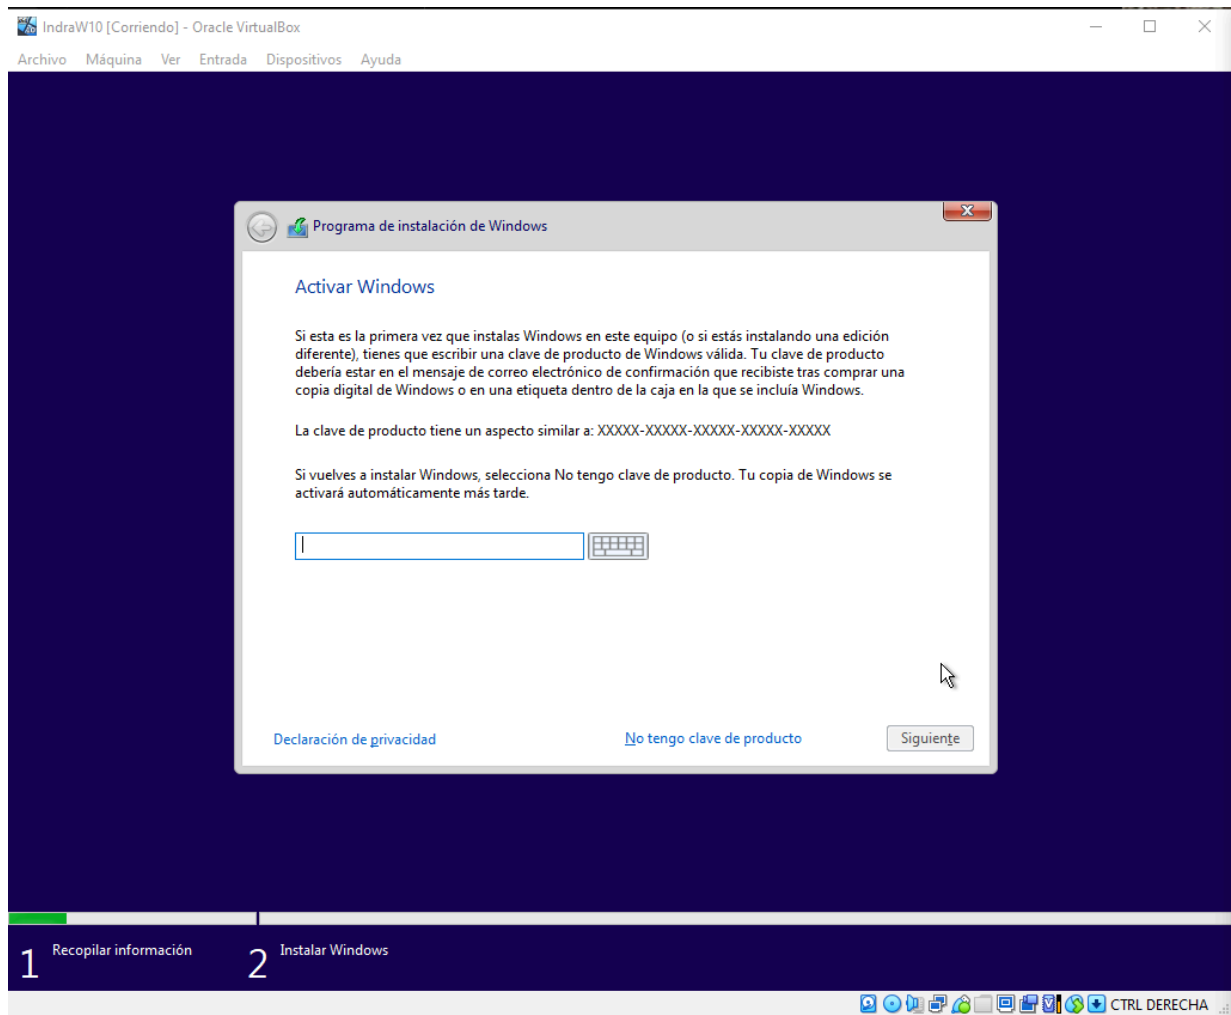 IndraW10 [Corriendo] - Oracle VirtualBox
Archivo Máquina Ver Entrada Dispositivos Ayuda
Programa de instalación de Windows
Activar Windows
Si esta es la primera vez que instalas Windows en este equipo (o si estás instalando una edición
diferente), tienes que escribir una clave de producto de Windows válida. Tu clave de producto
debería estar en el mensaje de correo electrónico de confirmación que recibiste tras comprar una
copia digital de Windows o en una etiqueta dentro de la caja en la que se incluía Windows.
La clave de producto tiene un aspecto similar a: XXXXX-XXXXX-XXXXX-XXXXX-XXXXX
Si vuelves a instalar Windows, selecciona No tengo clave de producto. Tu copia de Windows se
activará automáticamente más tarde.
Declaración de privacidad No tengo clave de producto Siguiente
1 Recopilar información 2 Instalar Windows
CTRL DERECHA